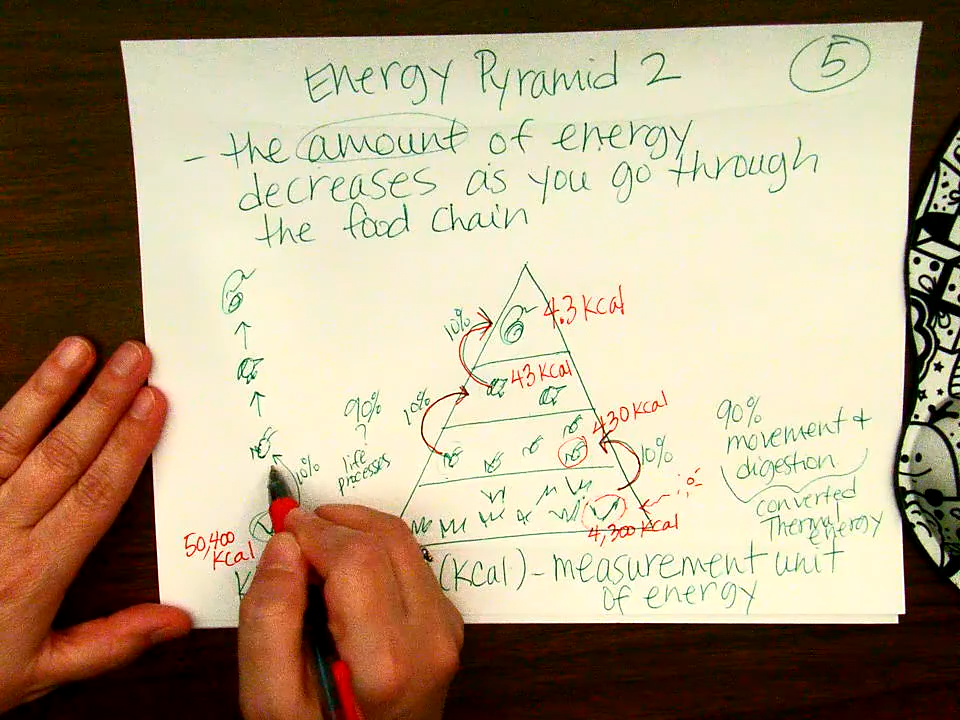 Energy Pyramid 2
5
- the amount of energy
decreases as you go through
the food chain
10%
4.3 Kcal
43 Kcal
10%
90%
?
life
processes
430 Kcal
10%
90%
movement &
digestion
converted
Thermal
energy
10%
4,300 Kcal
50,400
Kcal
(Kcal) - measurement unit
of energy